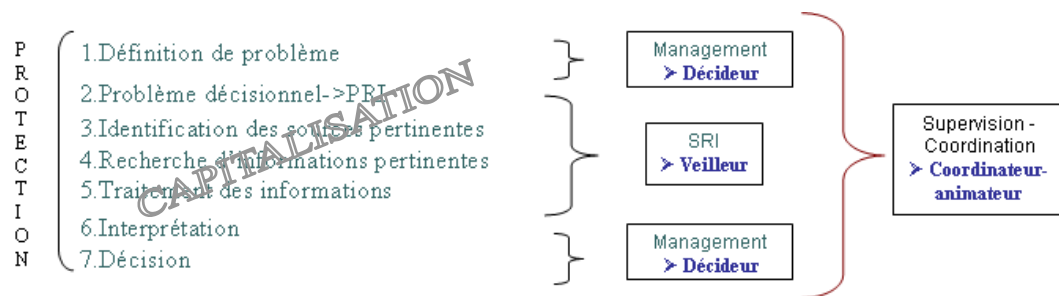 PROTECTION
1.Définition de problème
2.Problème décisionnel->PRI
3.Identification des sources pertinentes
4.Recherche d'informations pertinentes
5.Traitement des informations
6.Interprétation
7.Décision
CAPITALISATION
Management
➢ Décideur
SRI
➢ Veilleur
Management
➢ Décideur
Supervision -
Coordination
➢ Coordinateur-
animateur